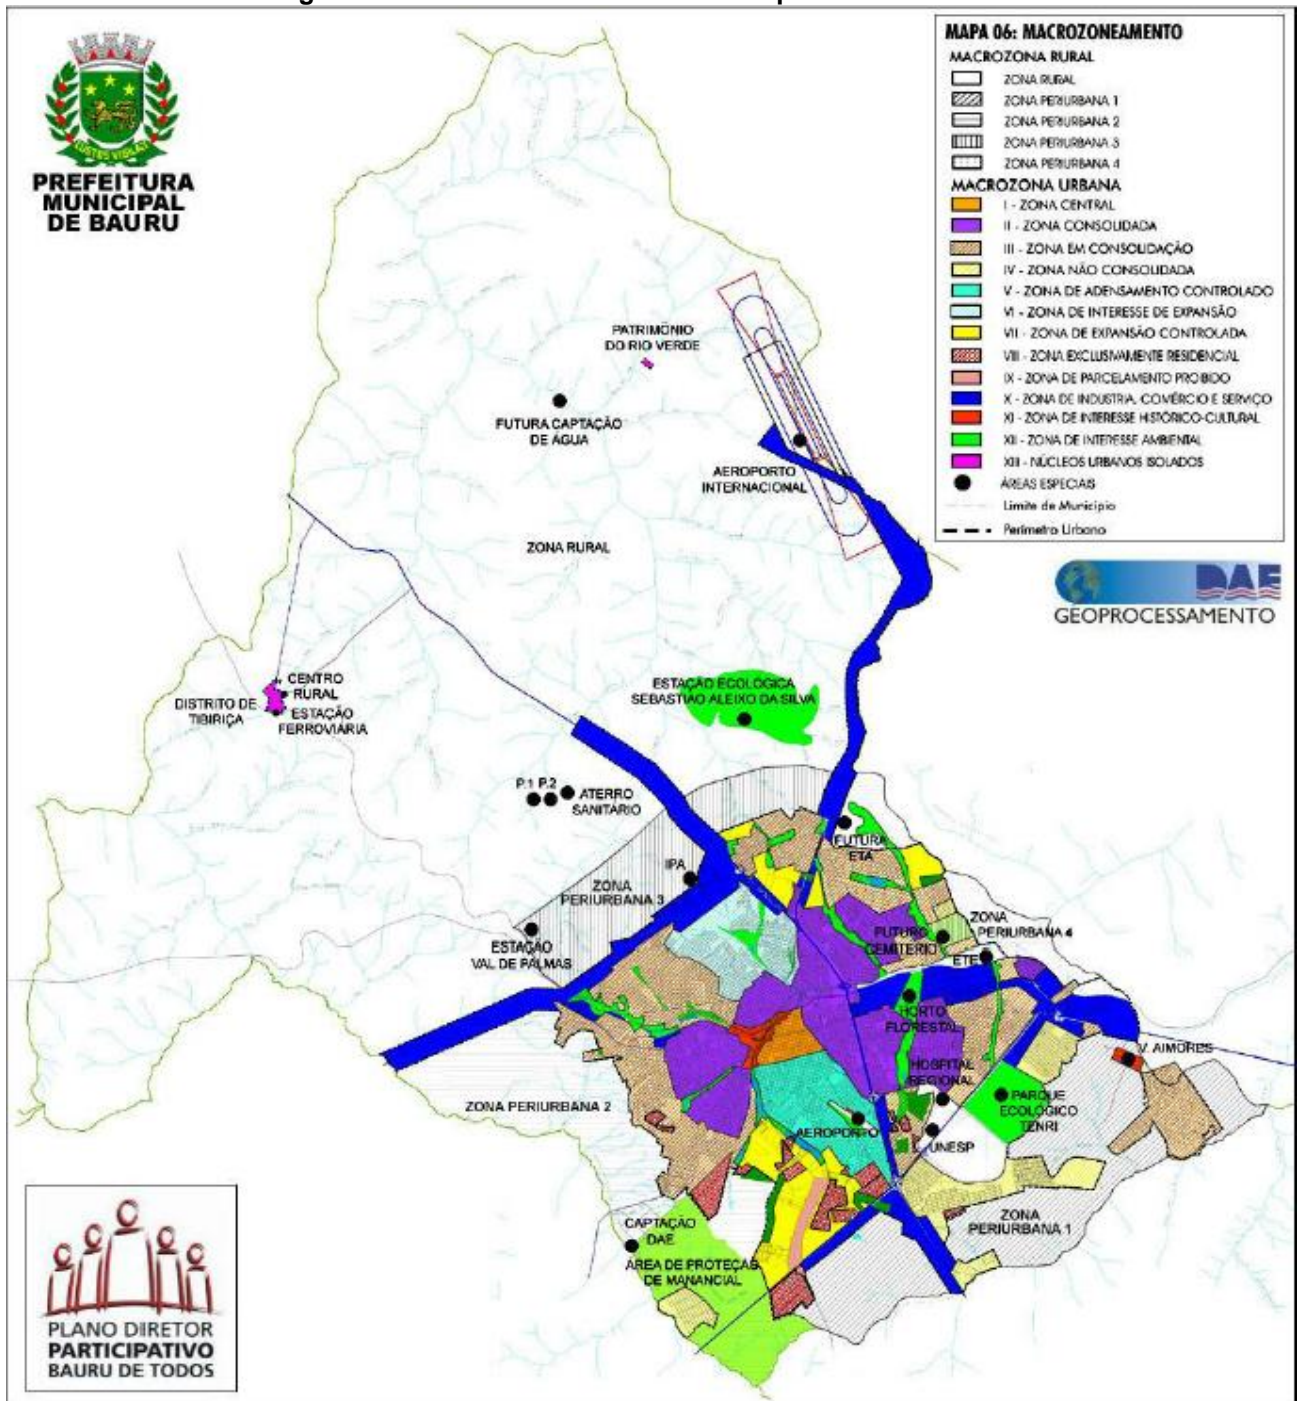 PREFEITURA
MUNICIPAL
DE BAURU
MAPA 06: MACROZONEAMENTO
MACROZONA RURAL
ZONA RURAL
ZONA PERIURBANA 1
ZONA PERIURBANA 2
ZONA PERIURBANA 3
ZONA PERIURBANA 4
MACROZONA URBANA
I - ZONA CENTRAL
II - ZONA CONSOLIDADA
III - ZONA EM CONSOLIDAÇÃO
IV - ZONA NÃO CONSOLIDADA
V - ZONA DE ADENSAMENTO CONTROLADO
VI - ZONA DE INTERESSE DE EXPANSÃO
VII - ZONA DE EXPANSÃO CONTROLADA
VIII - ZONA EXCLUSIVAMENTE RESIDENCIAL
IX - ZONA DE PARCELAMENTO PROIBIDO
X - ZONA DE INDUSTRIA, COMÉRCIO E SERVIÇO
XI - ZONA DE INTERESSE HISTÓRICO-CULTURAL
XII - ZONA DE INTERESSE AMBIENTAL
XIII - NÚCLEOS URBANOS ISOLADOS
ÁREAS ESPECIAIS
Limite de Município
Perímetro Urbano
DAE
GEOPROCESSAMENTO
PATRIMÔNIO
DO RIO VERDE
FUTURA CAPTAÇÃO
DE ÁGUA
AEROPORTO
INTERNACIONAL
ZONA RURAL
CENTRO
RURAL
DISTRITO DE
TIBIRIÇA
ESTAÇÃO
FERROVIÁRIA
ESTAÇÃO ECOLÓGICA
SEBASTIÃO ALEIXO DA SILVA
P.1 P.2
ATERRO
SANITÁRIO
FUTURA
ETA
IPA
ZONA
PERIURBANA 3
ESTAÇÃO
VAL DE PALMAS
FUTURO
CEMITÉRIO
ZONA
PERIURBANA 4
ETE
HORTO
FLORESTAL
V. AIMORES
HOSPITAL
REGIONAL
PARQUE
ECOLÓGICO
TENRI
ZONA PERIURBANA 2
AEROPORTO
UNESP
ZONA
PERIURBANA 1
CAPTAÇÃO
DAE
ÁREA DE PROTEÇÃO
DE MANANCIAL
PLANO DIRETOR
PARTICIPATIVO
BAURU DE TODOS